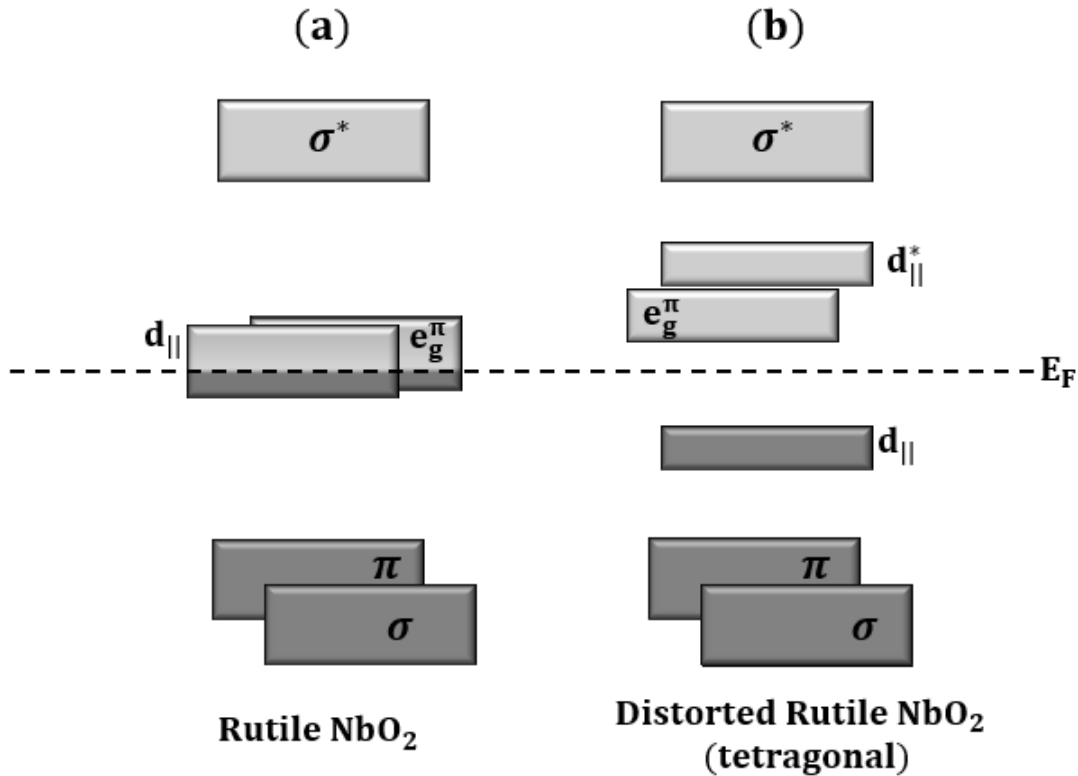 (a)
(b)
σ*
σ*
d*||
d||
eπg
eπg
EF
d||
π
π
σ
σ
Rutile NbO2
Distorted Rutile NbO2
(tetragonal)